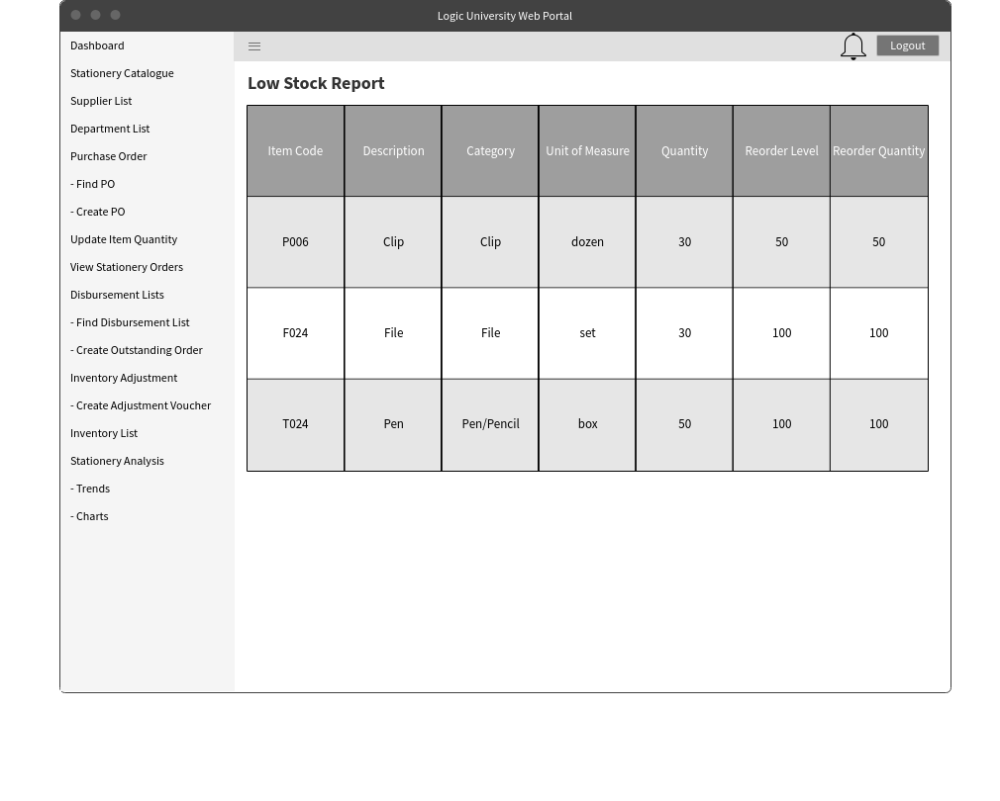 Logic University Web Portal
Dashboard
Stationery Catalogue
Supplier List
Department List
Purchase Order
- Find PO
- Create PO
Update Item Quantity
View Stationery Orders
Disbursement Lists
- Find Disbursement List
- Create Outstanding Order
Inventory Adjustment
- Create Adjustment Voucher
Inventory List
Stationery Analysis
- Trends
- Charts
Logout
Low Stock Report
Item Code Description Category Unit of Measure Quantity Reorder Level Reorder Quantity
P006 Clip Clip dozen 30 50 50
F024 File File set 30 100 100
T024 Pen Pen/Pencil box 50 100 100